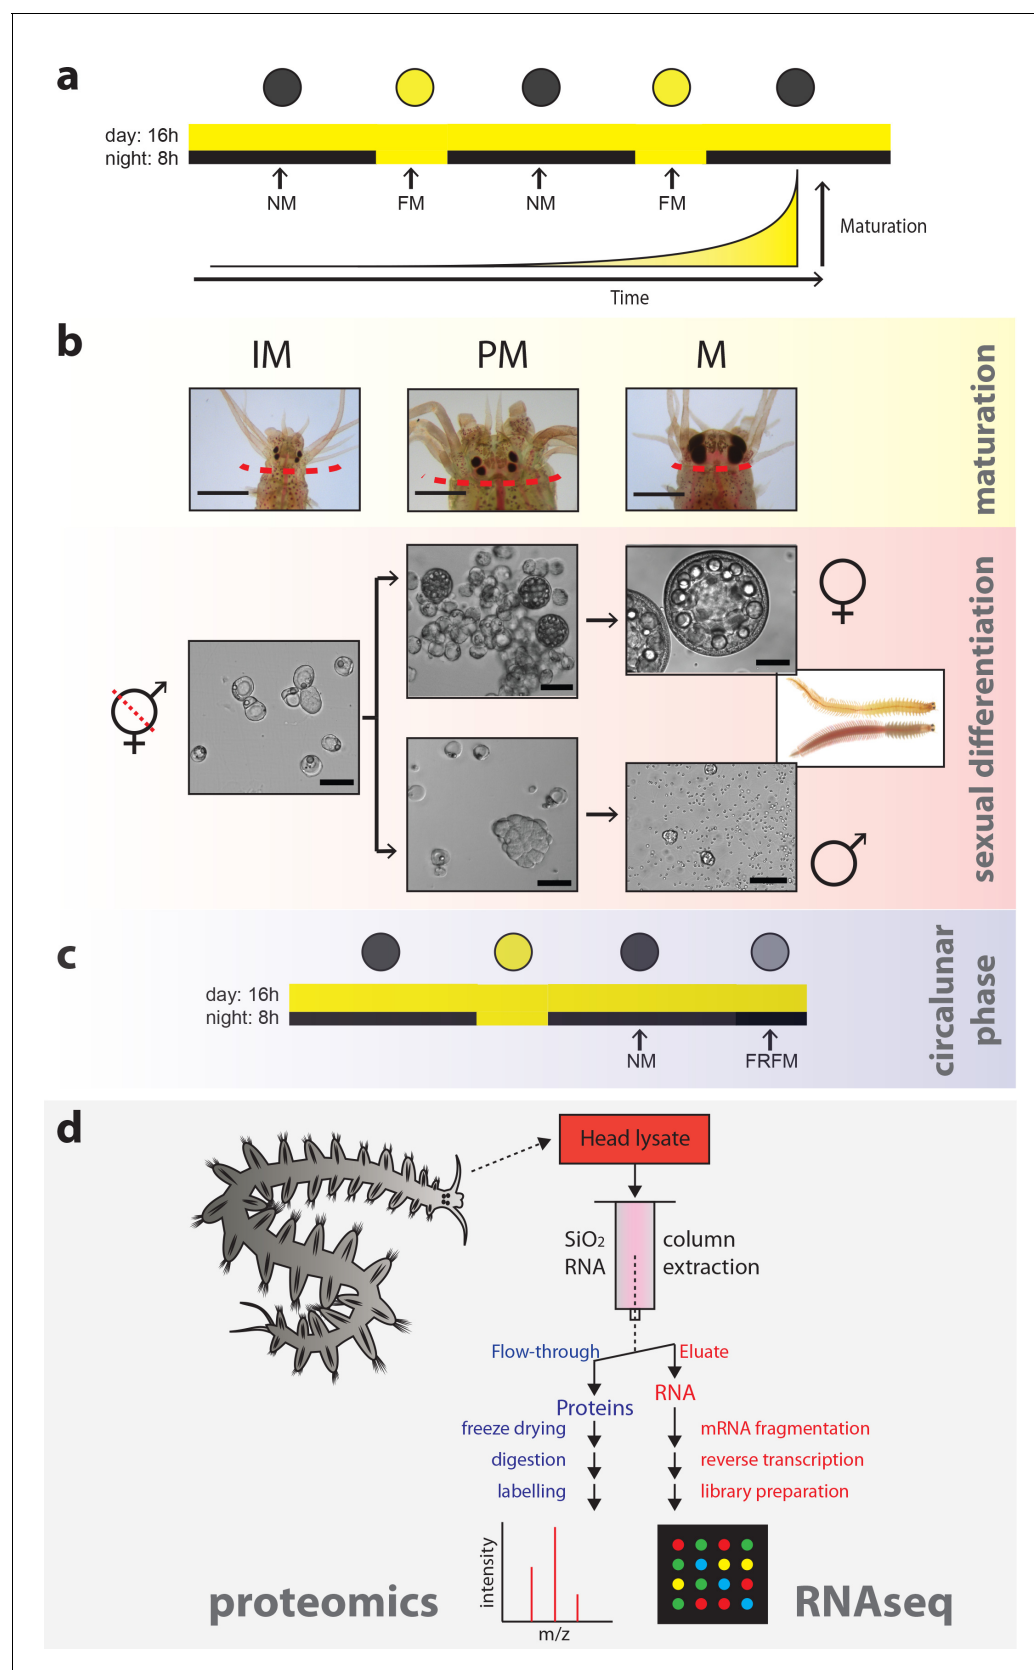 a
day: 16h
night: 8h
NM
FM
NM
FM
Maturation
Time
b
IM
PM
M
maturation
sexual differentiation
c
day: 16h
night: 8h
NM
FRFM
circalunar
phase
d
Head lysate
SiO₂ column
RNA extraction
Flow-through
Eluate
Proteins
RNA
freeze drying
mRNA fragmentation
digestion
reverse transcription
labelling
library preparation
intensity
m/z
proteomics
RNAseq